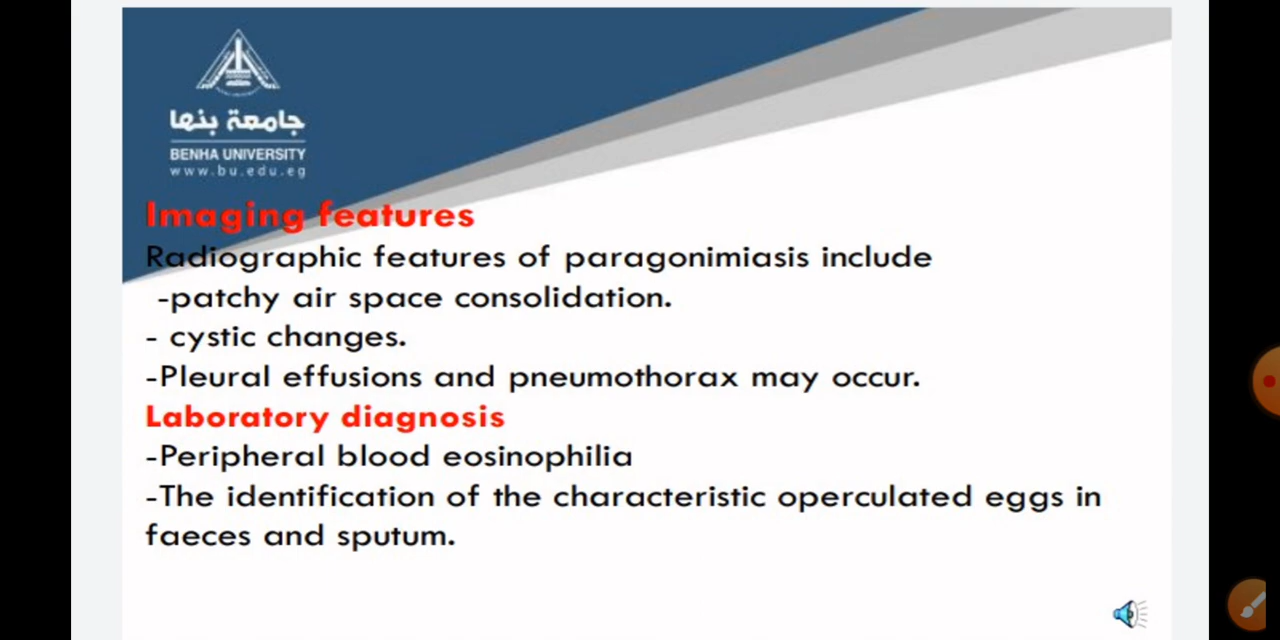 جامعة بنها
BENHA UNIVERSITY
www.bu.edu.eg
Imaging features
Radiographic features of paragonimiasis include
-patchy air space consolidation.
- cystic changes.
-Pleural effusions and pneumothorax may occur.
Laboratory diagnosis
-Peripheral blood eosinophilia
-The identification of the characteristic operculated eggs in
faeces and sputum.